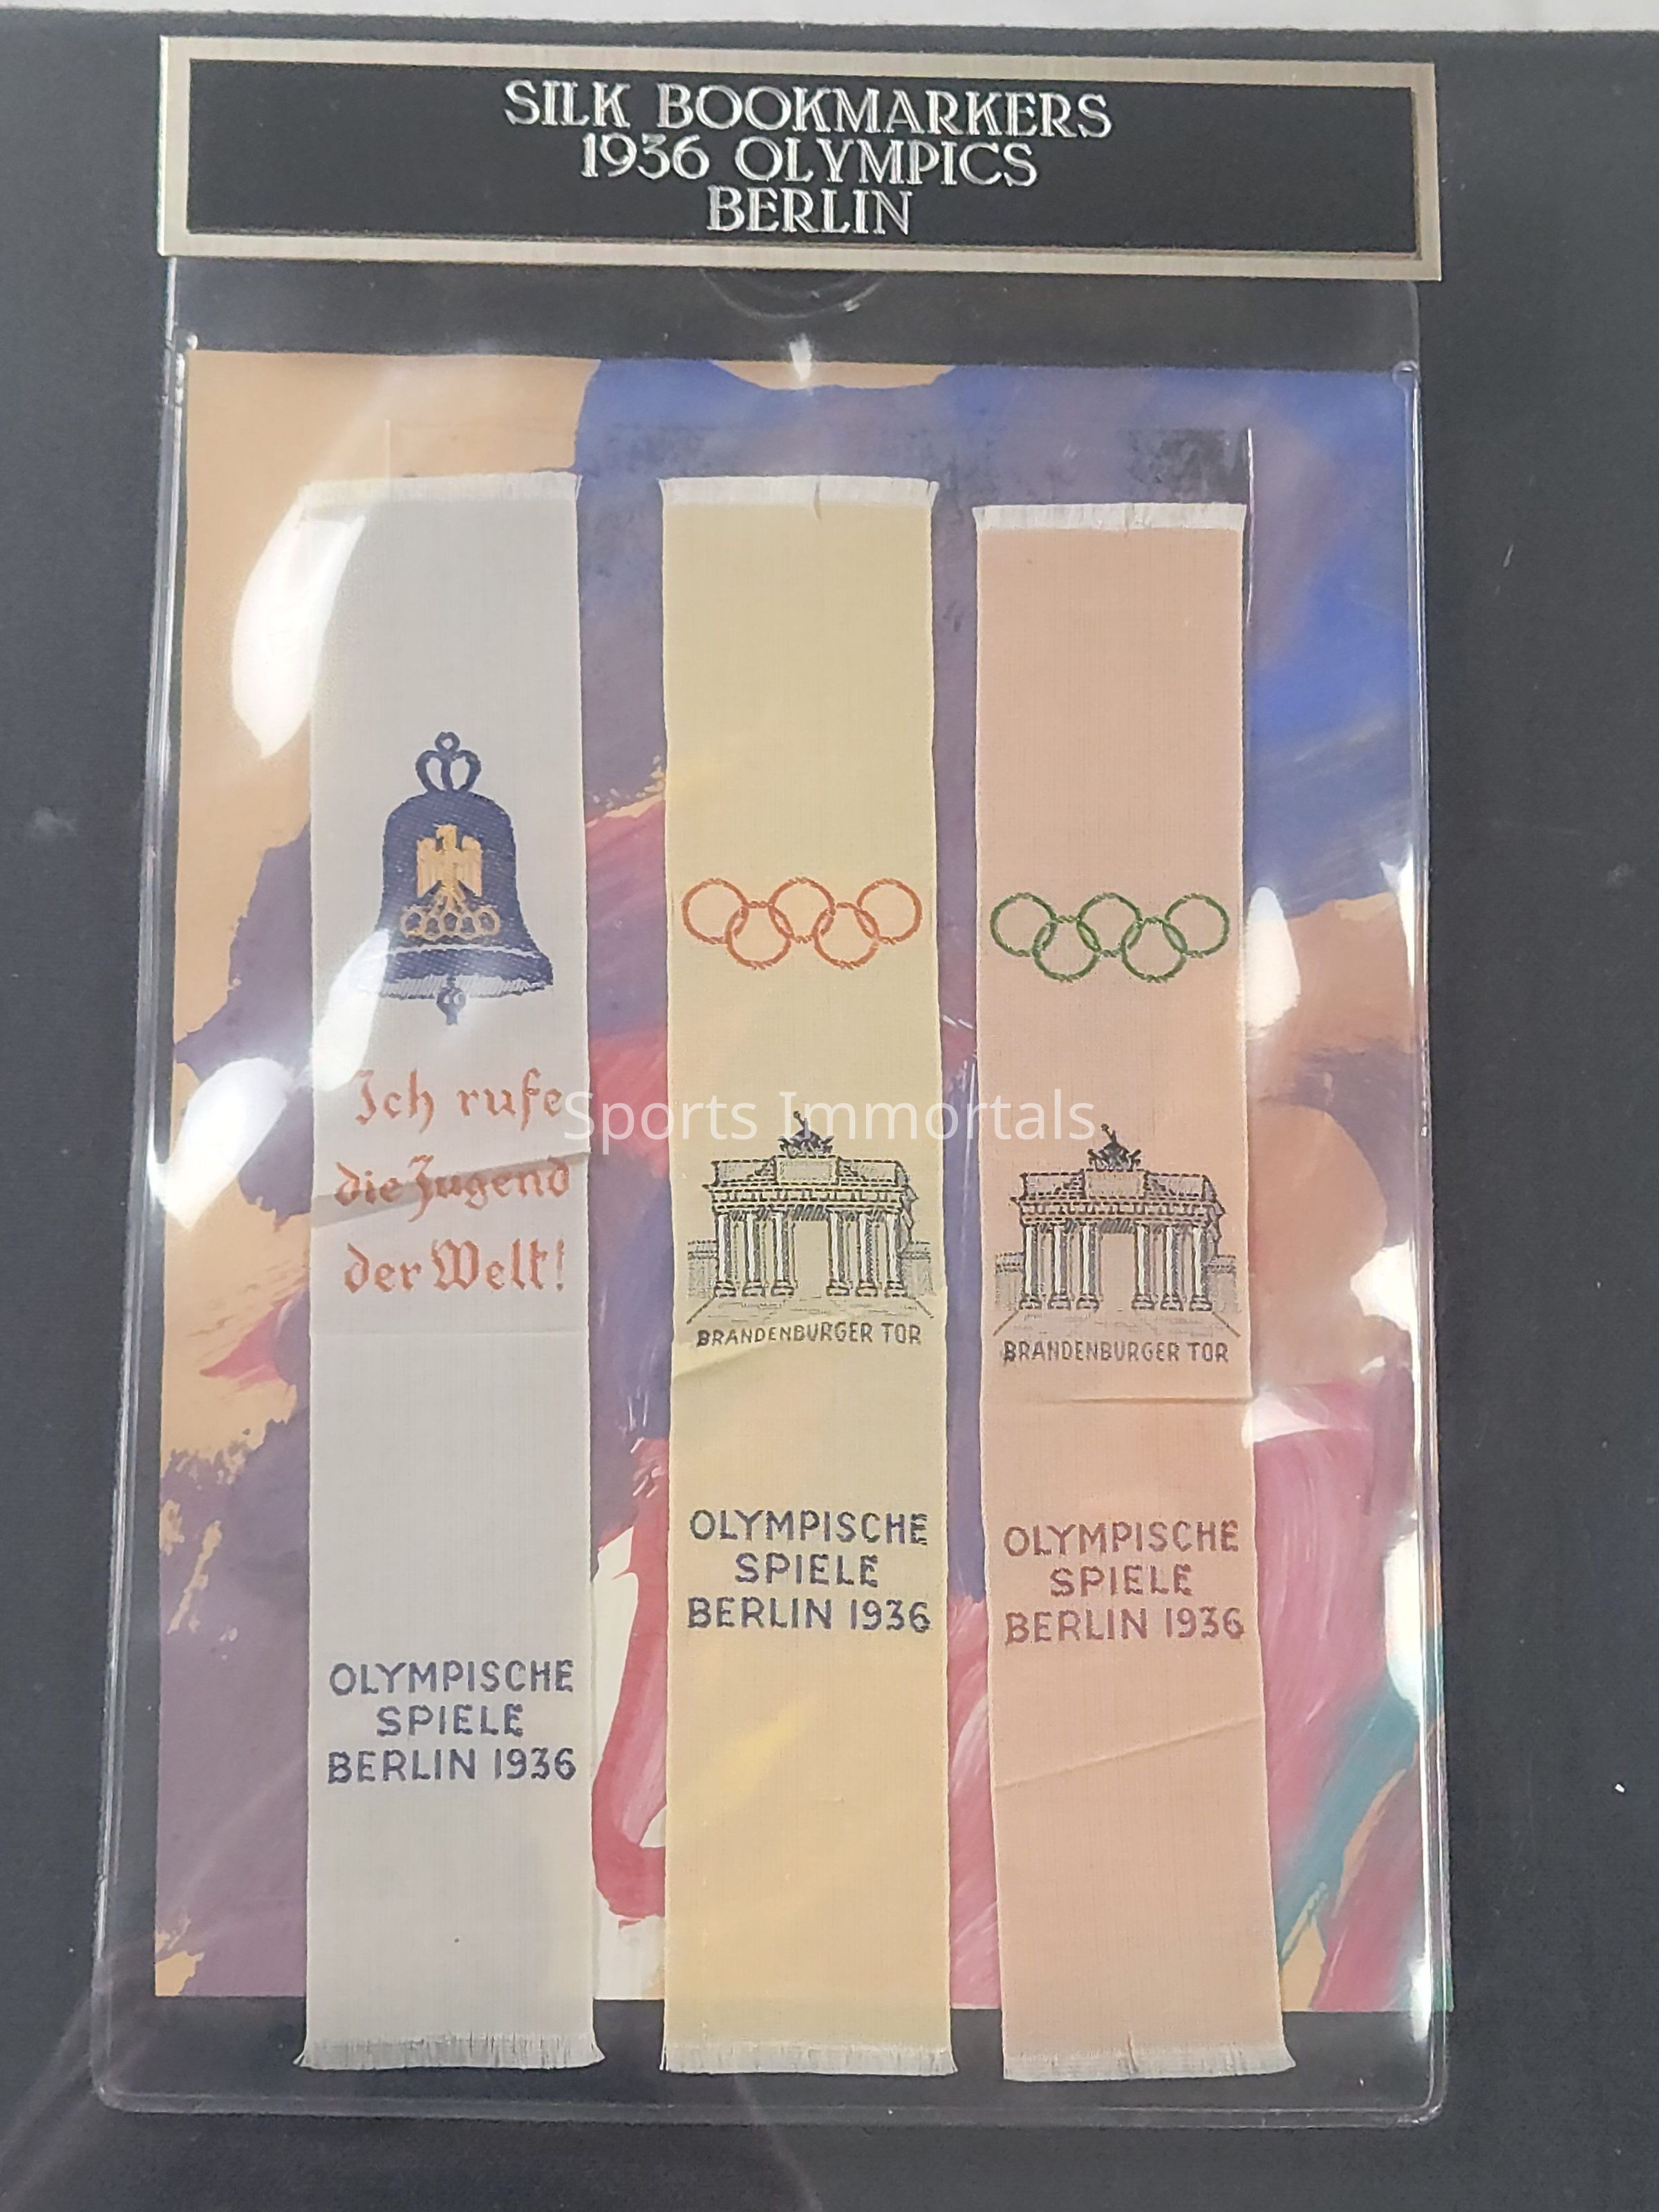 SILK BOOKMARKERS
1936 OLYMPICS
BERLIN
Ich rufe
die Jugend
der Welt!
OLYMPISCHE
SPIELE
BERLIN 1936
BRANDENBURGER TOR
OLYMPISCHE
SPIELE
BERLIN 1936
BRANDENBURGER TOR
OLYMPISCHE
SPIELE
BERLIN 1936
Sports Immortals